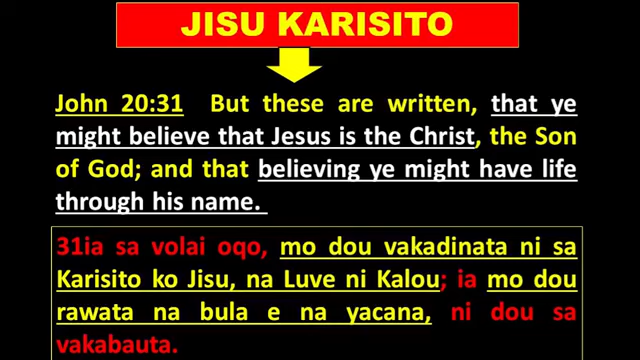 JISU KARISITO
John 20:31 But these are written, that ye
might believe that Jesus is the Christ, the Son
of God; and that believing ye might have life
through his name.
31ia sa volai oqo, mo dou vakadinata ni sa
Karisito ko Jisu, na Luve ni Kalou; ia mo dou
rawata na bula e na yacana, ni dou sa
vakabauta.